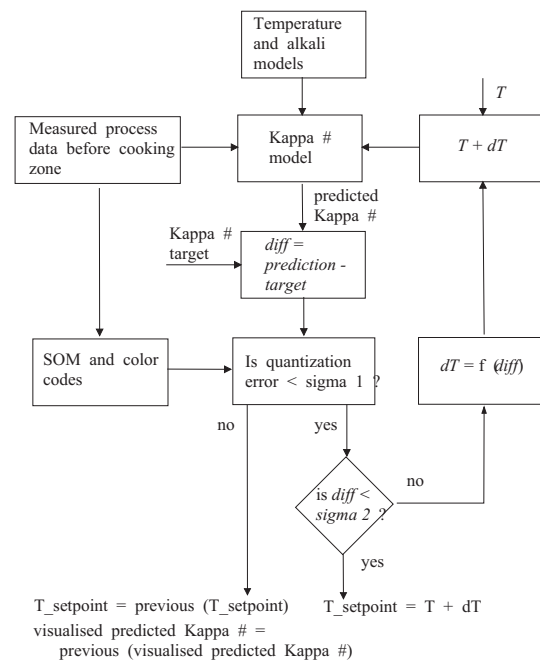 Temperature
and alkali
models
T
Measured process
data before cooking
zone
Kappa #
model
T + dT
predicted
Kappa #
Kappa #
target
diff =
prediction -
target
SOM and color
codes
Is quantization
error < sigma 1 ?
dT = f (diff)
no
yes
is diff <
sigma 2 ?
no
yes
T_setpoint = previous (T_setpoint)
visualised predicted Kappa # =
previous (visualised predicted Kappa #)
T_setpoint = T + dT